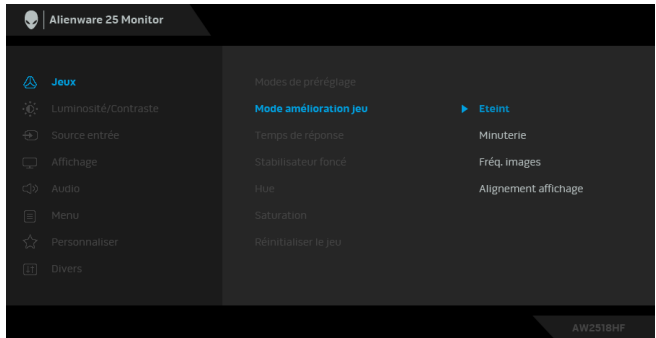 Alienware 25 Monitor
Jeux
Modes de préréglage
Luminosité/Contraste
Mode amélioration jeu
Eteint
Source entrée
Temps de réponse
Minuterie
Affichage
Stabilisateur foncé
Fréq. images
Audio
Hue
Alignement affichage
Menu
Saturation
Personnaliser
Réinitialiser le jeu
Divers
AW2518HF